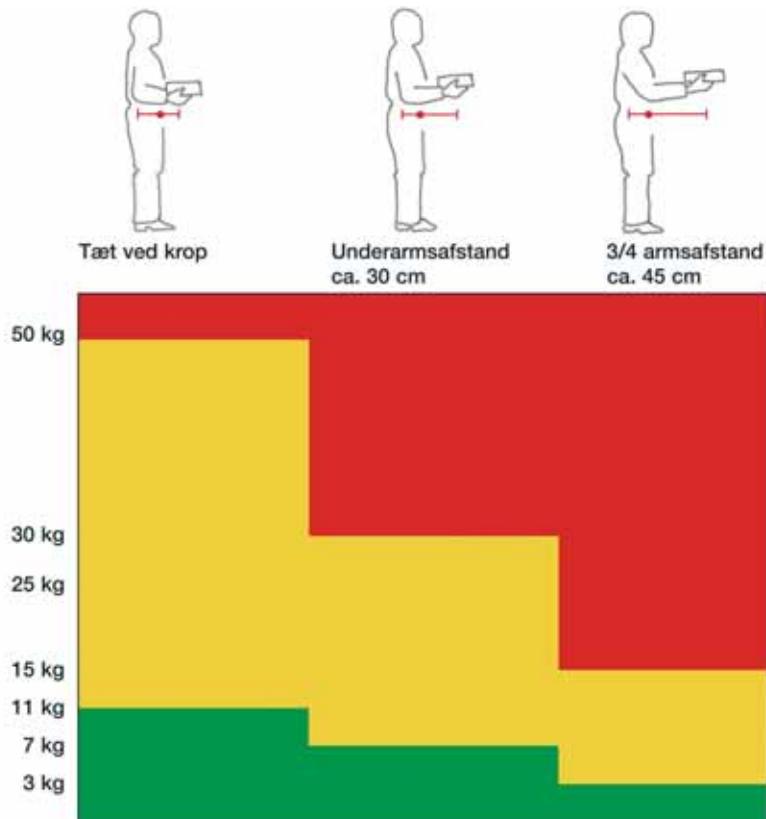 Tæt ved krop
Underarmsafstand
ca. 30 cm
3/4 armsafstand
ca. 45 cm
50 kg
30 kg
25 kg
15 kg
11 kg
7 kg
3 kg